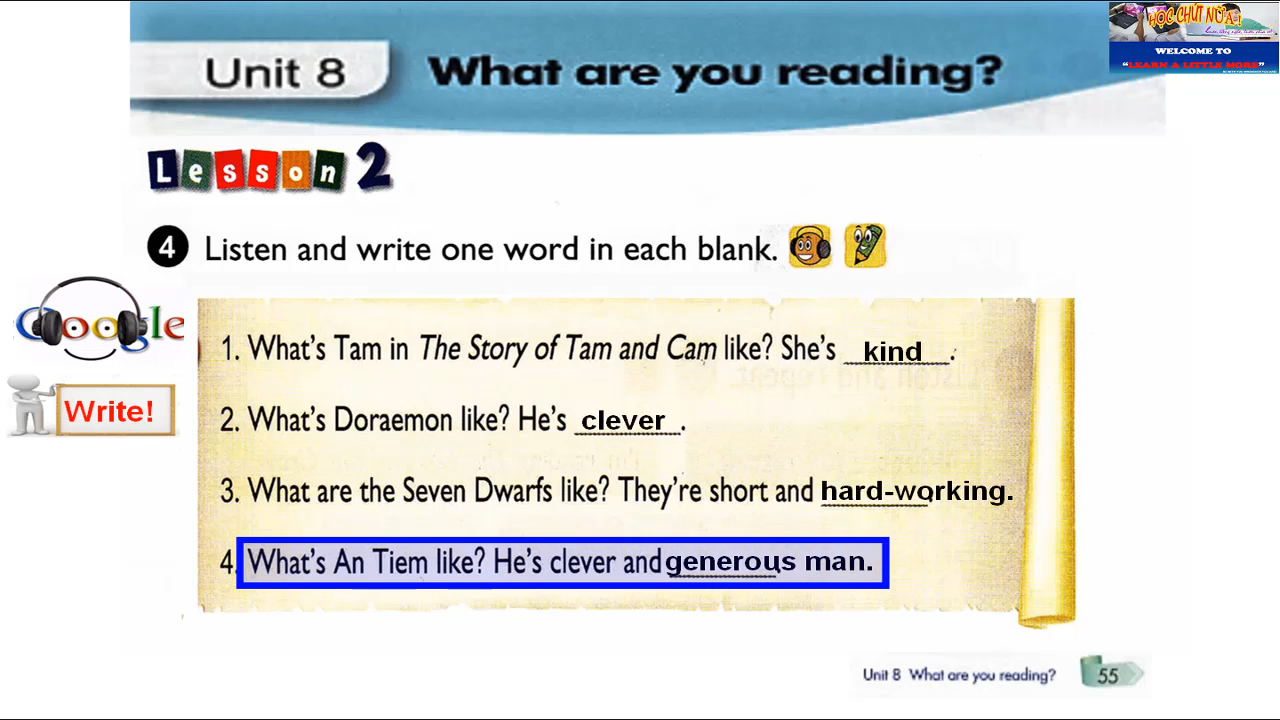 HỌC CHÚT NỮA!
WELCOME TO
"LEARN A LITTLE MORE"
Unit 8 What are you reading?
Lesson 2
4 Listen and write one word in each blank.
Google
Write!
1. What's Tam in The Story of Tam and Cam like? She's kind.
2. What's Doraemon like? He's clever.
3. What are the Seven Dwarfs like? They're short and hard-working.
4. What's An Tiem like? He's clever and generous man.
Unit 8 What are you reading? 55